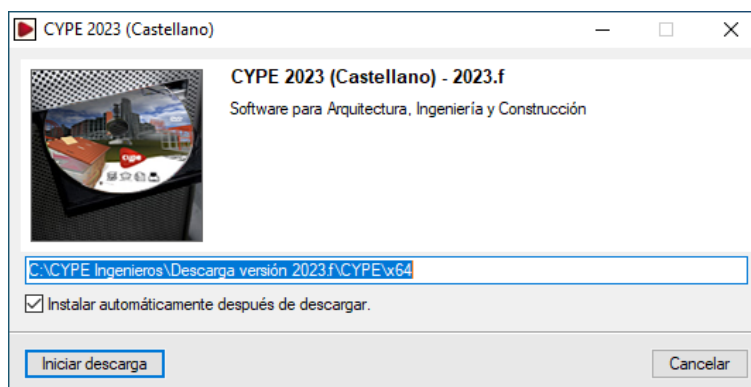 CYPE 2023 (Castellano)
CYPE 2023 (Castellano) - 2023.f
Software para Arquitectura, Ingeniería y Construcción
cype
C:\CYPE Ingenieros\Descarga versión 2023.f\CYPE\x64
Instalar automáticamente después de descargar.
Iniciar descarga
Cancelar